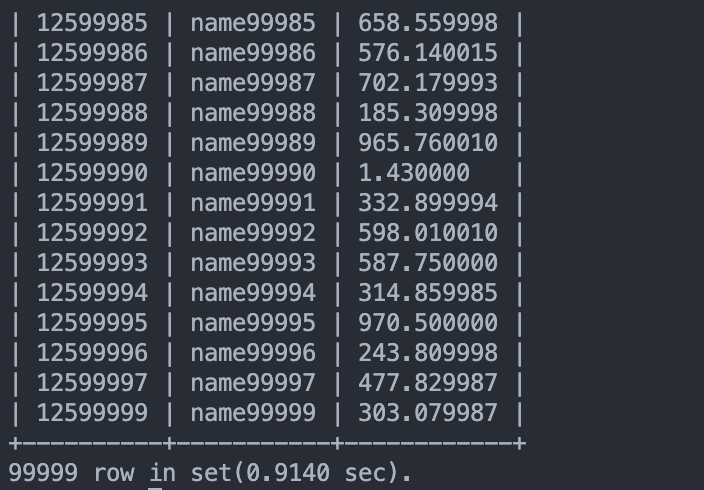 | 12599985 | name99985 | 658.559998 |
| 12599986 | name99986 | 576.140015 |
| 12599987 | name99987 | 702.179993 |
| 12599988 | name99988 | 185.309998 |
| 12599989 | name99989 | 965.760010 |
| 12599990 | name99990 | 1.430000   |
| 12599991 | name99991 | 332.899994 |
| 12599992 | name99992 | 598.010010 |
| 12599993 | name99993 | 587.750000 |
| 12599994 | name99994 | 314.859985 |
| 12599995 | name99995 | 970.500000 |
| 12599996 | name99996 | 243.809998 |
| 12599997 | name99997 | 477.829987 |
| 12599999 | name99999 | 303.079987 |
+----------+-----------+------------+
99999 row in set(0.9140 sec).